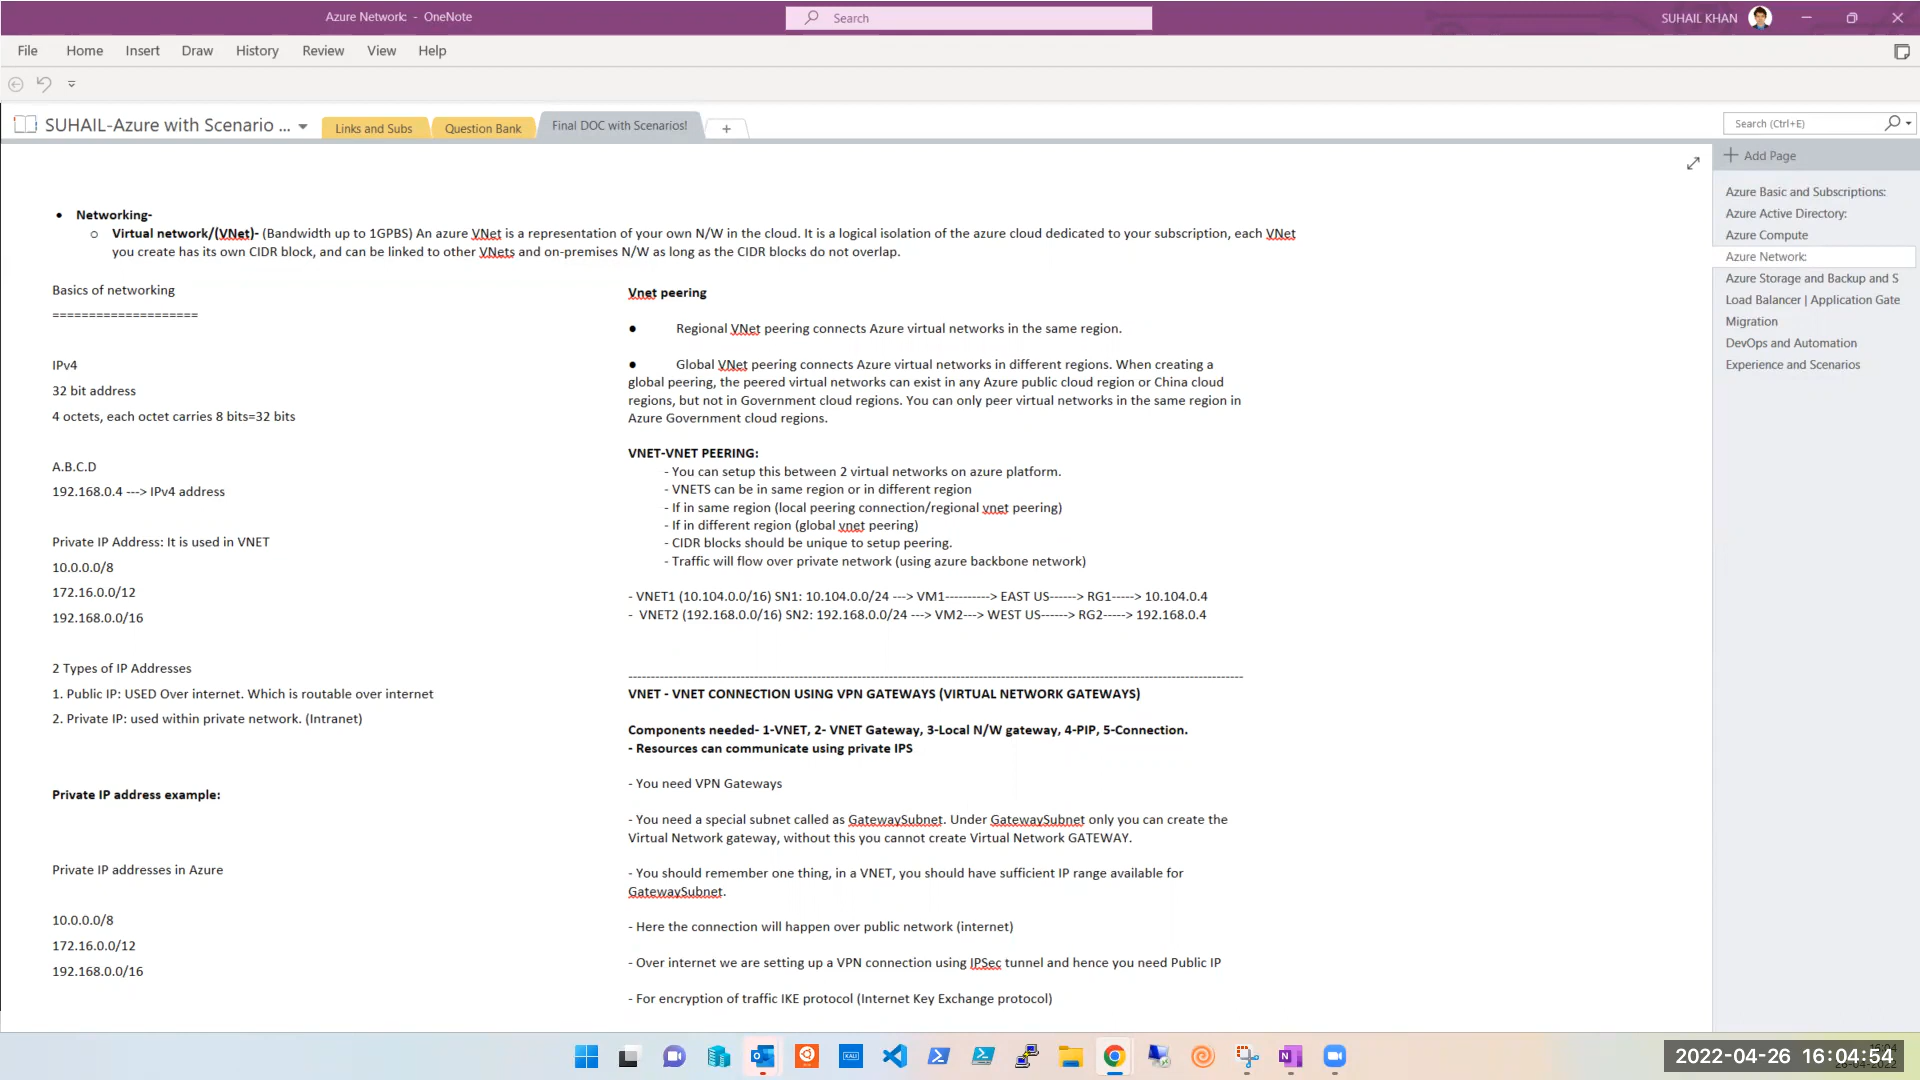 Azure Network: - OneNote
Search
SUHAIL KHAN
File Home Insert Draw History Review View Help
SUHAIL-Azure with Scenario ...
Links and Subs
Question Bank
Final DOC with Scenarios!
Search (Ctrl+E)
Add Page
Azure Basic and Subscriptions:
Azure Active Directory:
Azure Compute
Azure Network:
Azure Storage and Backup and S
Load Balancer | Application Gate
Migration
DevOps and Automation
Experience and Scenarios
• Networking-
o Virtual network/(VNet)- (Bandwidth up to 1GPBS) An azure VNet is a representation of your own N/W in the cloud. It is a logical isolation of the azure cloud dedicated to your subscription, each VNet
you create has its own CIDR block, and can be linked to other VNets and on-premises N/W as long as the CIDR blocks do not overlap.
Basics of networking
====================
IPv4
32 bit address
4 octets, each octet carries 8 bits=32 bits
A.B.C.D
192.168.0.4 ---> IPv4 address
Private IP Address: It is used in VNET
10.0.0.0/8
172.16.0.0/12
192.168.0.0/16
2 Types of IP Addresses
1. Public IP: USED Over internet. Which is routable over internet
2. Private IP: used within private network. (Intranet)
Private IP address example:
Private IP addresses in Azure
10.0.0.0/8
172.16.0.0/12
192.168.0.0/16
Vnet peering
● Regional VNet peering connects Azure virtual networks in the same region.
● Global VNet peering connects Azure virtual networks in different regions. When creating a
global peering, the peered virtual networks can exist in any Azure public cloud region or China cloud
regions, but not in Government cloud regions. You can only peer virtual networks in the same region in
Azure Government cloud regions.
VNET-VNET PEERING:
- You can setup this between 2 virtual networks on azure platform.
- VNETS can be in same region or in different region
- If in same region (local peering connection/regional vnet peering)
- If in different region (global vnet peering)
- CIDR blocks should be unique to setup peering.
- Traffic will flow over private network (using azure backbone network)
- VNET1 (10.104.0.0/16) SN1: 10.104.0.0/24 ---> VM1----------> EAST US------> RG1-----> 10.104.0.4
- VNET2 (192.168.0.0/16) SN2: 192.168.0.0/24 ---> VM2---> WEST US------> RG2-----> 192.168.0.4
--------------------------------------------------------------------------------------------------------------------
VNET - VNET CONNECTION USING VPN GATEWAYS (VIRTUAL NETWORK GATEWAYS)
Components needed- 1-VNET, 2- VNET Gateway, 3-Local N/W gateway, 4-PIP, 5-Connection.
- Resources can communicate using private IPS
- You need VPN Gateways
- You need a special subnet called as GatewaySubnet. Under GatewaySubnet only you can create the
Virtual Network gateway, without this you cannot create Virtual Network GATEWAY.
- You should remember one thing, in a VNET, you should have sufficient IP range available for
GatewaySubnet.
- Here the connection will happen over public network (internet)
- Over internet we are setting up a VPN connection using IPSec tunnel and hence you need Public IP
- For encryption of traffic IKE protocol (Internet Key Exchange protocol)
2022-04-26 16:04:54